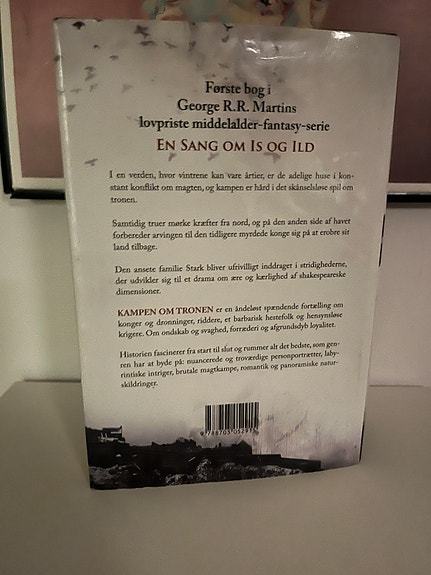 Første bog i
George R.R. Martins
lovpriste middelalder-fantasy-serie
EN SANG OM IS OG ILD
I en verden, hvor vintrene kan vare årtier, er de adelige huse i kon-
stant konflikt om magten, og kampen er hård i det skånselsløse spil om
tronen.
Samtidig truer mørke kræfter fra nord, og på den anden side af havet
forbereder arvingen til den tidligere myrdede konge sig på at erobre sit
land tilbage.
Den ansete familie Stark bliver ufrivilligt inddraget i stridighederne,
der udvikler sig til et drama om ære og kærlighed af shakespeareske
dimensioner.
KAMPEN OM TRONEN er en åndeløst spændende fortælling om
konger og dronninger, riddere, et barbarisk hestefolk og hensynsløse
krigere. Om ondskab og svaghed, forræderi og afgrundsdyb loyalitet.
Historien fascinerer fra start til slut og rummer alt det bedste, som gen-
ren har at byde på: nuancerede og troværdige personportrætter, laby-
rintiske intriger, brutale magtkampe, romantik og panoramiske natur-
skildringer.